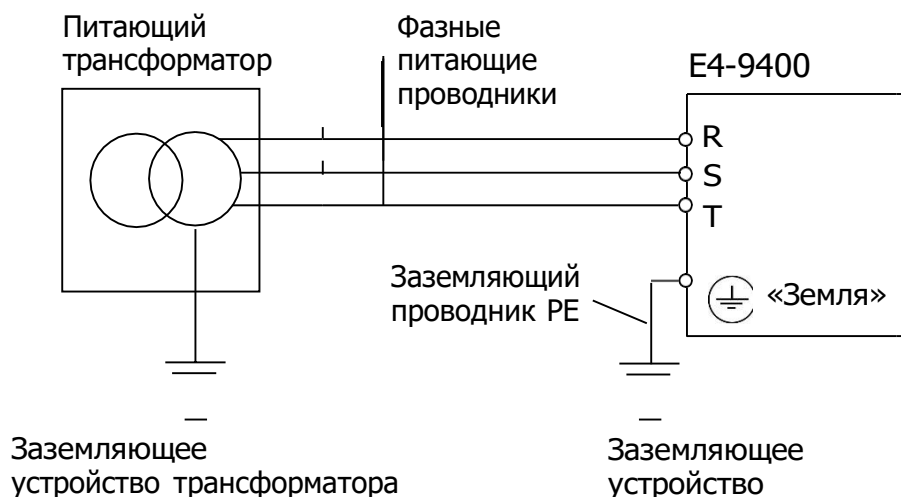 Питающий
трансформатор
Фазные
питающие
проводники
E4-9400
R
S
T
Заземляющий
проводник PE
«Земля»
Заземляющее
устройство трансформатора
Заземляющее
устройство